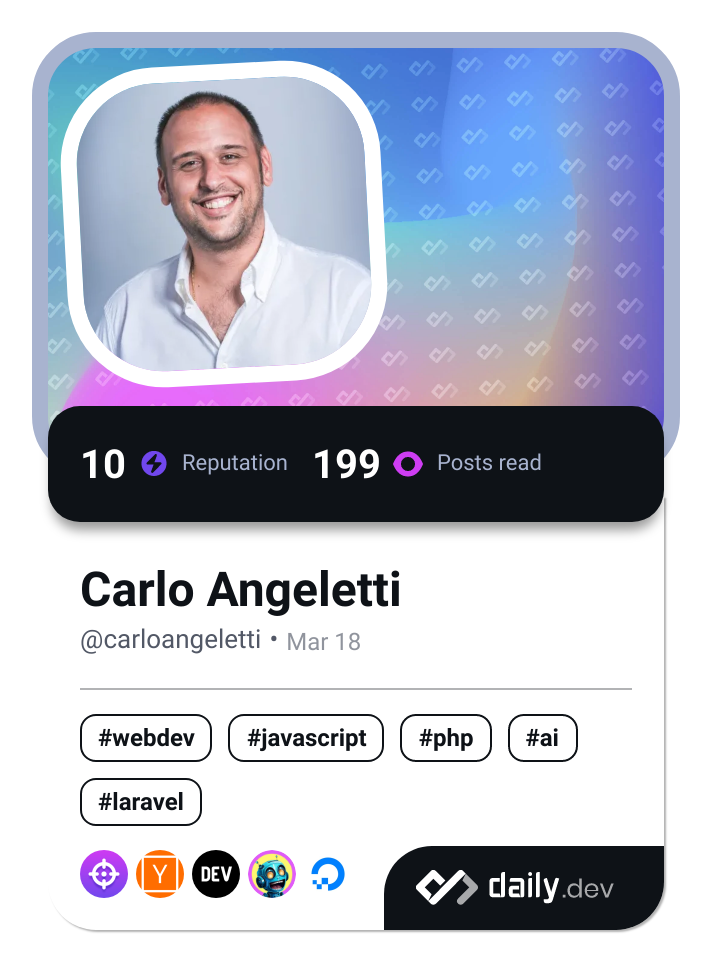 10 Reputation 199 Posts read
Carlo Angeletti
@carloangeletti • Mar 18
#webdev #javascript #php #ai
#laravel
Y DEV daily.dev